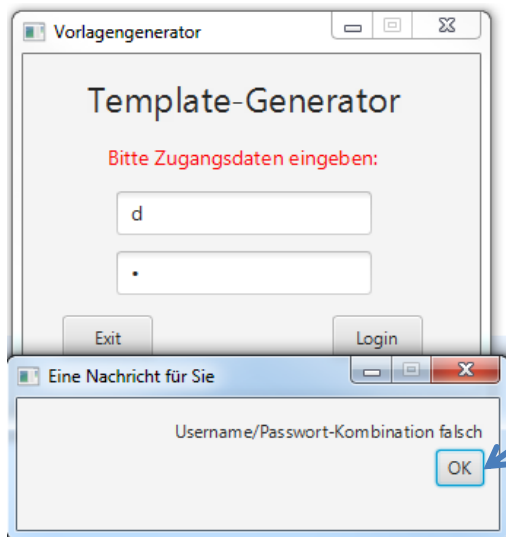 Vorlagengenerator
Template-Generator
Bitte Zugangsdaten eingeben:
d
•
Exit
Login
Eine Nachricht für Sie
Username/Passwort-Kombination falsch
OK